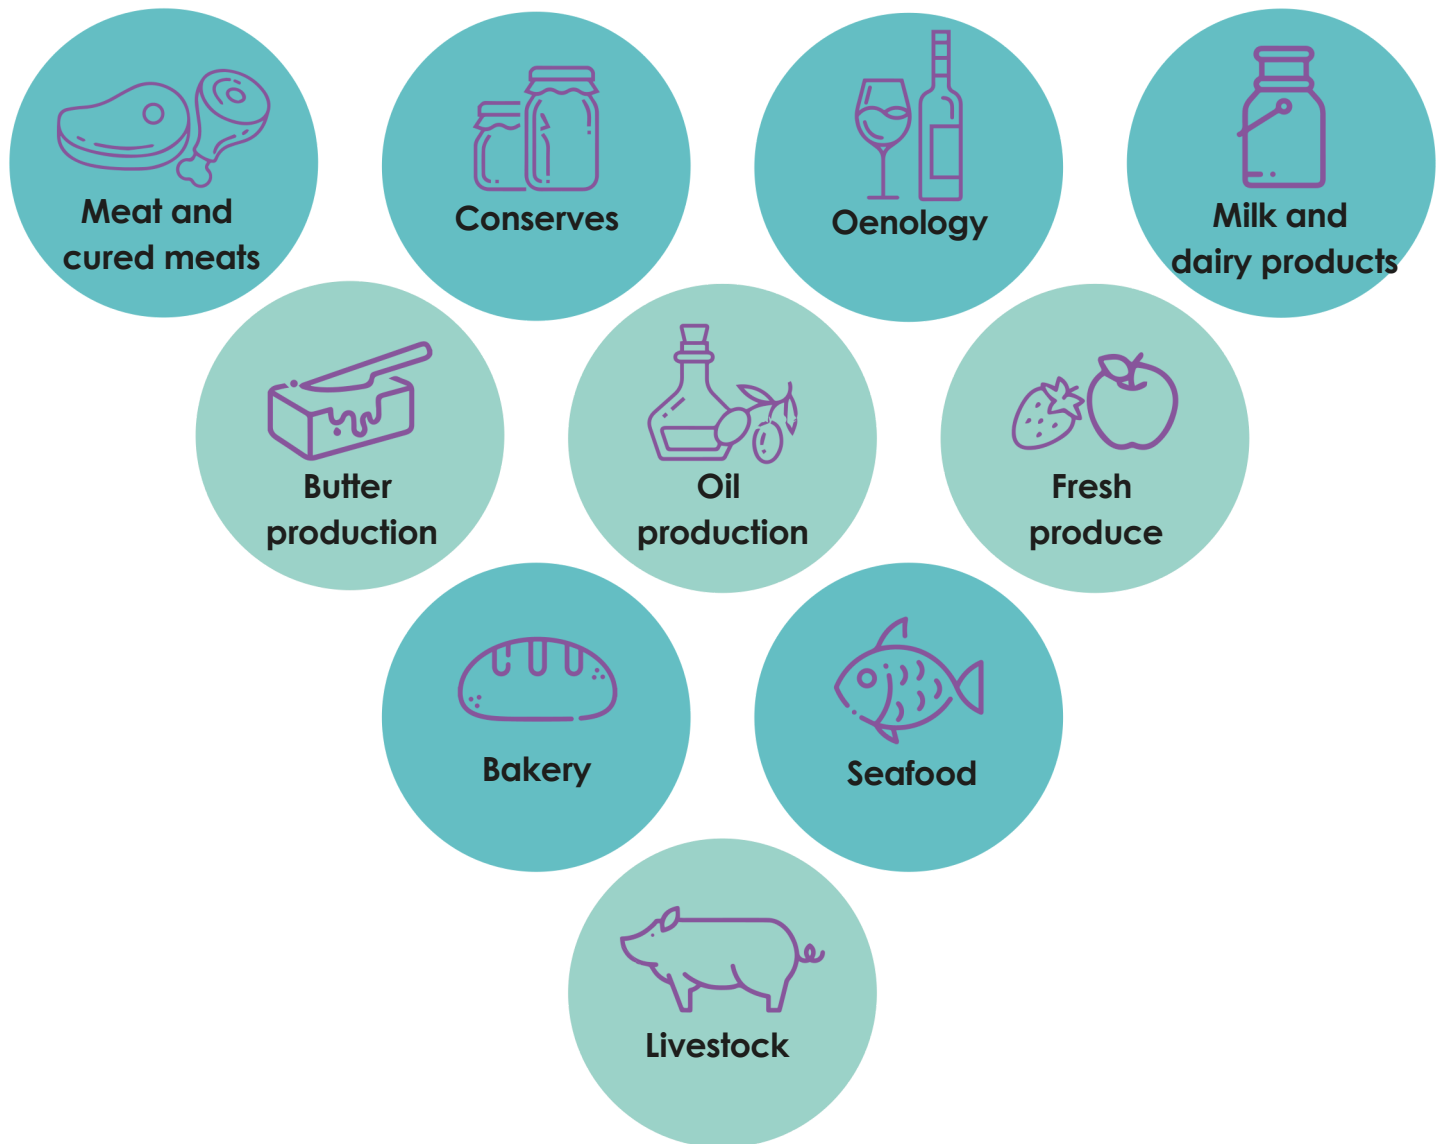 Meat and
cured meats
Conserves
Oenology
Milk and
dairy products
Butter
production
Oil
production
Fresh
produce
Bakery
Seafood
Livestock